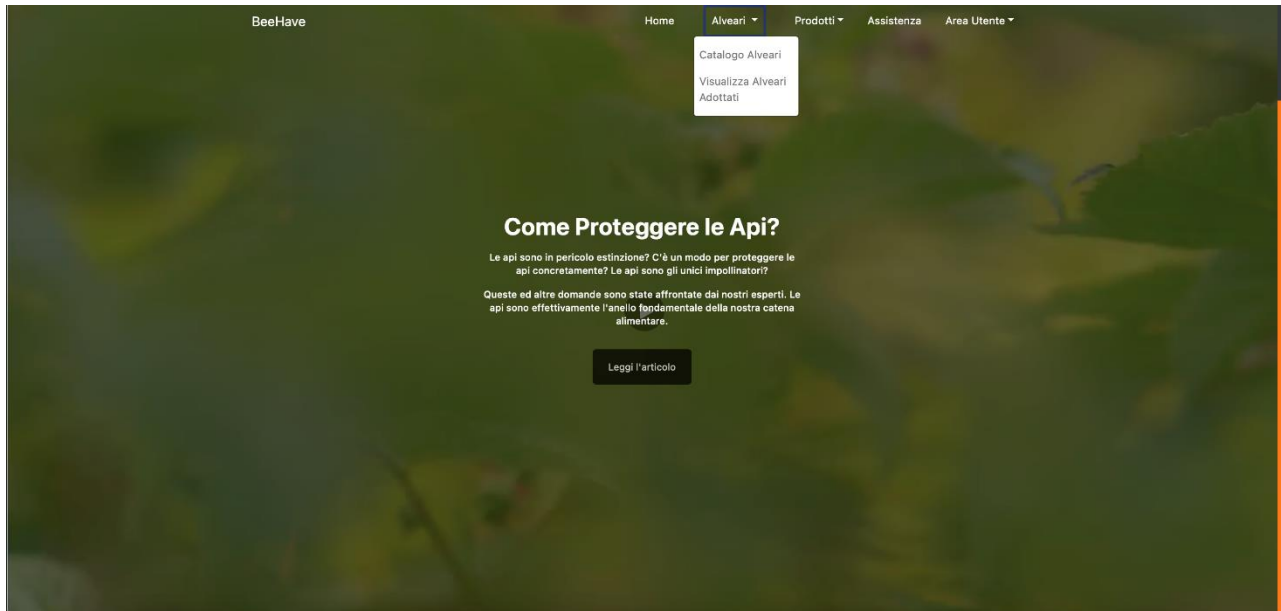 BeeHave
Home
Alveari
Prodotti
Assistenza
Area Utente
Catalogo Alveari
Visualizza Alveari
Adottati
Come Proteggere le Api?
Le api sono in pericolo estinzione? C'è un modo per proteggere le
api concretamente? Le api sono gli unici impollinatori?
Queste ed altre domande sono state affrontate dai nostri esperti. Le
api sono effettivamente l'anello fondamentale della nostra catena
alimentare.
Leggi l'articolo